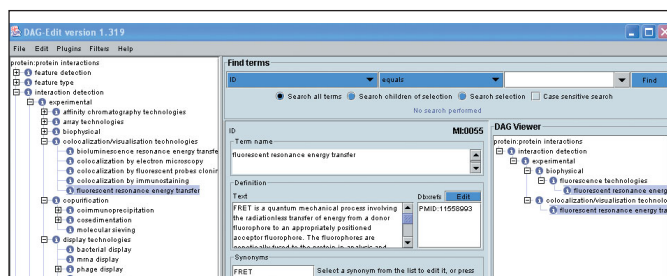 DAG-Edit version 1.319
File Edit Plugins Filters Help
protein:protein interactions
feature detection
feature type
interaction detection
experimental
affinity chromatography technologies
array technologies
biophysical
colocalization/visualisation technologies
bioluminescence resonance energy transfe
colocalization by electron microscopy
colocalization by fluorescent probes clonin
colocalization by immunostaining
fluorescent resonance energy transfer
copurification
coimmunoprecipitation
cosedimentation
molecular sieving
display technologies
bacterial display
mrna display
phage display
Find terms
ID equals Find
Search all terms Search children of selection Search selection Case sensitive search
No search performed
ID MI:0055
Term name
fluorescent resonance energy transfer
Definition
Text Dbxrefs Edit
FRET is a quantum mechanical process involving
the radiationless transfer of energy from a donor
fluorophore to an appropriately positioned
acceptor fluorophore. The fluorophores are
PMID:11558993
Synonyms
FRET Select a synonym from the list to edit it, or press
DAG Viewer
protein:protein interactions
interaction detection
experimental
biophysical
fluorescence technologies
fluorescent resonance energ
colocalization/visualisation technolo
fluorescent resonance energy tra